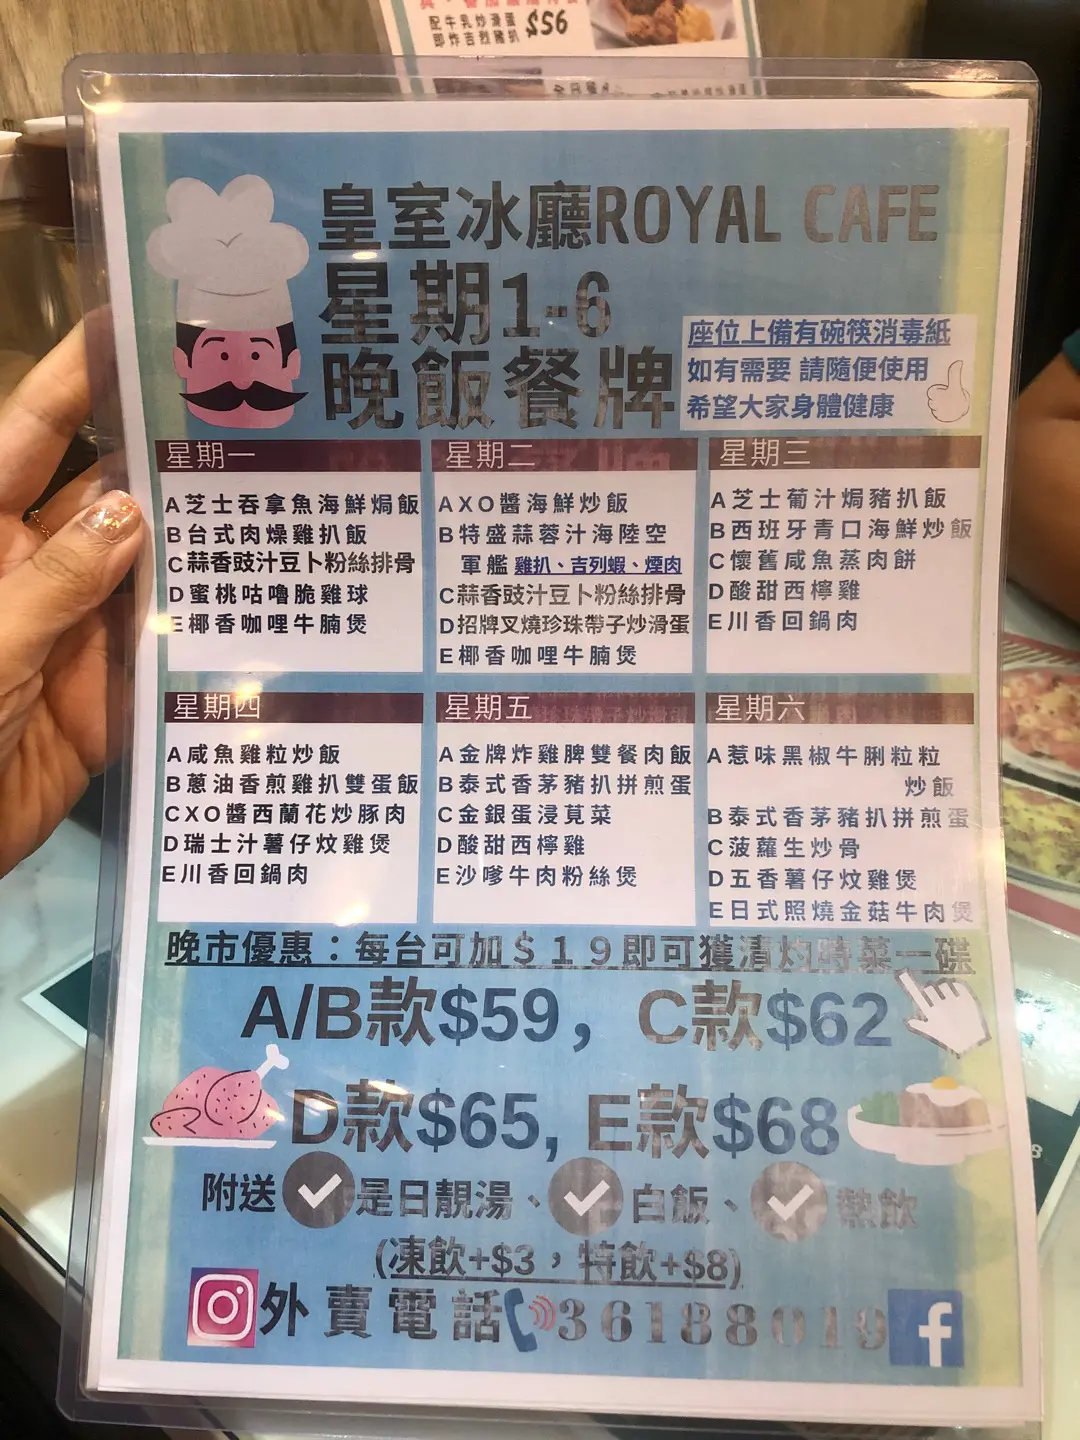 配牛乳炒滑蛋
即炸吉烈豬扒 $56
皇室冰廳ROYAL CAFE
星期1-6
晚飯餐牌
座位上備有碗筷消毒紙
如有需要 請隨便使用
希望大家身體健康
星期一
A芝士吞拿魚海鮮焗飯
B台式肉燥雞扒飯
C蒜香豉汁豆卜粉絲排骨
D蜜桃咕嚕脆雞球
E椰香咖哩牛腩煲
星期二
AXO醬海鮮炒飯
B特盛蒜蓉汁海陸空
軍艦 雞扒、吉列蝦、煙肉
C蒜香豉汁豆卜粉絲排骨
D招牌叉燒珍珠帶子炒滑蛋
E椰香咖哩牛腩煲
星期三
A芝士葡汁焗豬扒飯
B西班牙青口海鮮炒飯
C懷舊咸魚蒸肉餅
D酸甜西檸雞
E川香回鍋肉
星期四
A咸魚雞粒炒飯
B蔥油香煎雞扒雙蛋飯
CXO醬西蘭花炒豚肉
D瑞士汁薯仔炆雞煲
E川香回鍋肉
星期五
A金牌炸雞脾雙餐肉飯
B泰式香茅豬扒拼煎蛋
C金銀蛋浸莧菜
D酸甜西檸雞
E沙嗲牛肉粉絲煲
星期六
A惹味黑椒牛脷粒粒
炒飯
B泰式香茅豬扒拼煎蛋
C菠蘿生炒骨
D五香薯仔炆雞煲
E日式照燒金菇牛肉煲
晚市優惠：每台可加$19即可獲清灼時菜一碟
A/B款$59，C款$62
D款$65, E款$68
附送 是日靚湯、白飯、熱飲
(凍飲+$3，特飲+$8)
外賣電話 36188019